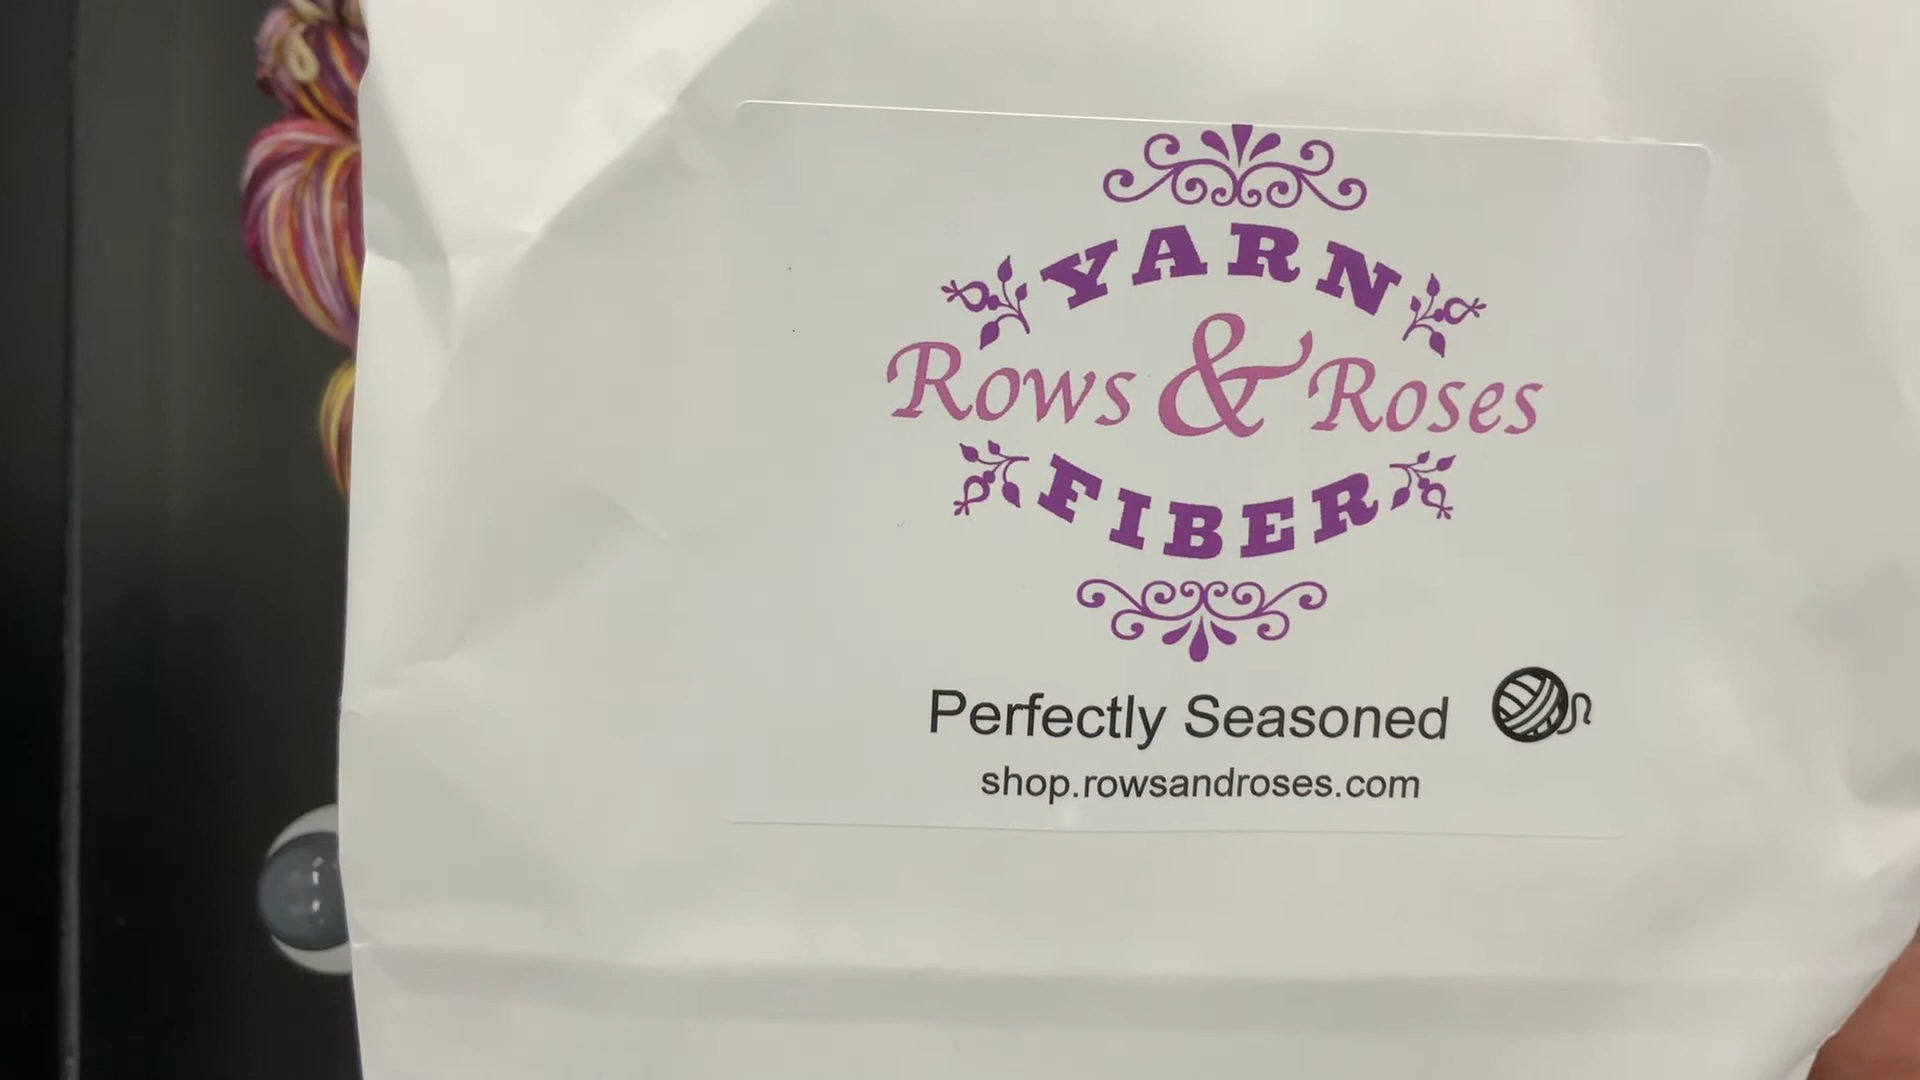 YARN
Rows & Roses
FIBER
Perfectly Seasoned
shop.rowsandroses.com